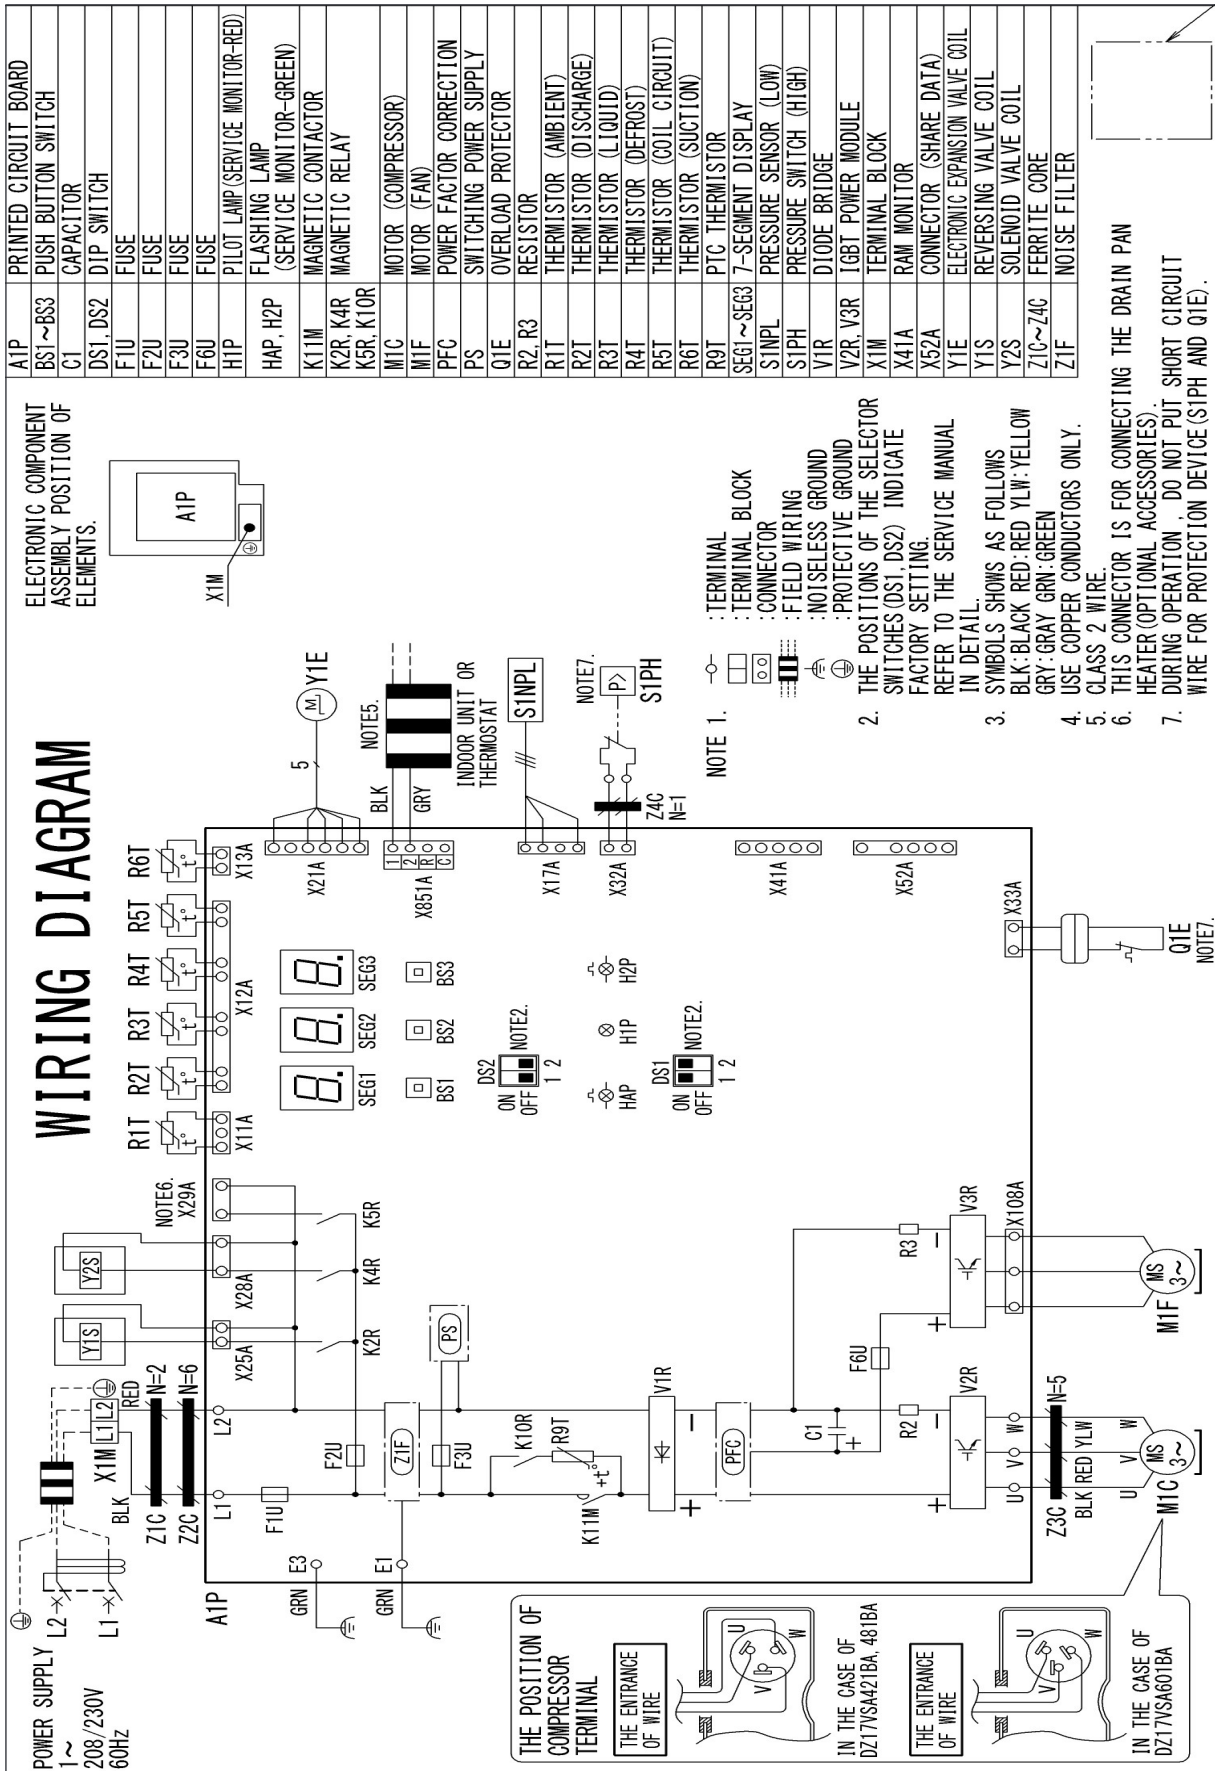 WIRING DIAGRAM
POWER SUPPLY
1~
208/230V
60Hz
L2
L1
X1M
L1 L2
BLK
RED
Z1C
N=2
Z2C
N=6
Y1S
Y2S
NOTE6.
X25A
X28A
X29A
R1T
R2T
R3T
R4T
R5T
R6T
t°
t°
t°
t°
t°
t°
X11A
X12A
X13A
A1P
L1
L2
F1U
F2U
K2R
K4R
K5R
GRN
E3
GRN
E1
Z1F
F3U
PS
K10R
R9T
+t°
K11M
V1R
+
-
PFC
C1
+
F6U
R2
R3
+
-
V2R
+
-
V3R
U
V
W
X108A
Z3C
N=5
BLK
RED
YLW
U
V
W
MS
3~
M1C
MS
3~
M1F
SEG1
SEG2
SEG3
BS1
BS2
BS3
DS2
ON
OFF
1 2
NOTE2.
HAP
H1P
H2P
DS1
ON
OFF
1 2
NOTE2.
X33A
Q1E
NOTE7.
X21A
5
M
Y1E
X851A
1
2
R
C
BLK
GRY
NOTE5.
INDOOR UNIT OR
THERMOSTAT
X17A
S1NPL
X32A
Z4C
N=1
NOTE7.
P>
S1PH
X41A
X52A
THE POSITION OF
COMPRESSOR
TERMINAL
THE ENTRANCE
OF WIRE
U
V
W
IN THE CASE OF
DZ17VSA421BA, 481BA
THE ENTRANCE
OF WIRE
U
V
W
IN THE CASE OF
DZ17VSA601BA
ELECTRONIC COMPONENT
ASSEMBLY POSITION OF
ELEMENTS.
A1P
X1M
NOTE 1.
:TERMINAL
:TERMINAL BLOCK
:CONNECTOR
:FIELD WIRING
:NOISELESS GROUND
:PROTECTIVE GROUND
2. THE POSITIONS OF THE SELECTOR
SWITCHES(DS1,DS2) INDICATE
FACTORY SETTING.
REFER TO THE SERVICE MANUAL
IN DETAIL.
3. SYMBOLS SHOWS AS FOLLOWS
BLK:BLACK RED:RED YLW:YELLOW
GRY:GRAY GRN:GREEN
4. USE COPPER CONDUCTORS ONLY.
5. CLASS 2 WIRE.
6. THIS CONNECTOR IS FOR CONNECTING THE DRAIN PAN
HEATER(OPTIONAL ACCESSORIES).
7. DURING OPERATION, DO NOT PUT SHORT CIRCUIT
WIRE FOR PROTECTION DEVICE(S1PH AND Q1E).
A1P PRINTED CIRCUIT BOARD
BS1~BS3 PUSH BUTTON SWITCH
C1 CAPACITOR
DS1, DS2 DIP SWITCH
F1U FUSE
F2U FUSE
F3U FUSE
F6U FUSE
H1P PILOT LAMP(SERVICE MONITOR-RED)
HAP, H2P FLASHING LAMP
(SERVICE MONITOR-GREEN)
K11M MAGNETIC CONTACTOR
K2R, K4R MAGNETIC RELAY
K5R, K10R
M1C MOTOR (COMPRESSOR)
M1F MOTOR (FAN)
PFC POWER FACTOR CORRECTION
PS SWITCHING POWER SUPPLY
Q1E OVERLOAD PROTECTOR
R2, R3 RESISTOR
R1T THERMISTOR (AMBIENT)
R2T THERMISTOR (DISCHARGE)
R3T THERMISTOR (LIQUID)
R4T THERMISTOR (DEFROST)
R5T THERMISTOR (COIL CIRCUIT)
R6T THERMISTOR (SUCTION)
R9T PTC THERMISTOR
SEG1~SEG3 7-SEGMENT DISPLAY
S1NPL PRESSURE SENSOR (LOW)
S1PH PRESSURE SWITCH (HIGH)
V1R DIODE BRIDGE
V2R, V3R IGBT POWER MODULE
X1M TERMINAL BLOCK
X41A RAM MONITOR
X52A CONNECTOR (SHARE DATA)
Y1E ELECTRONIC EXPANSION VALVE COIL
Y1S REVERSING VALVE COIL
Y2S SOLENOID VALVE COIL
Z1C~Z4C FERRITE CORE
Z1F NOISE FILTER